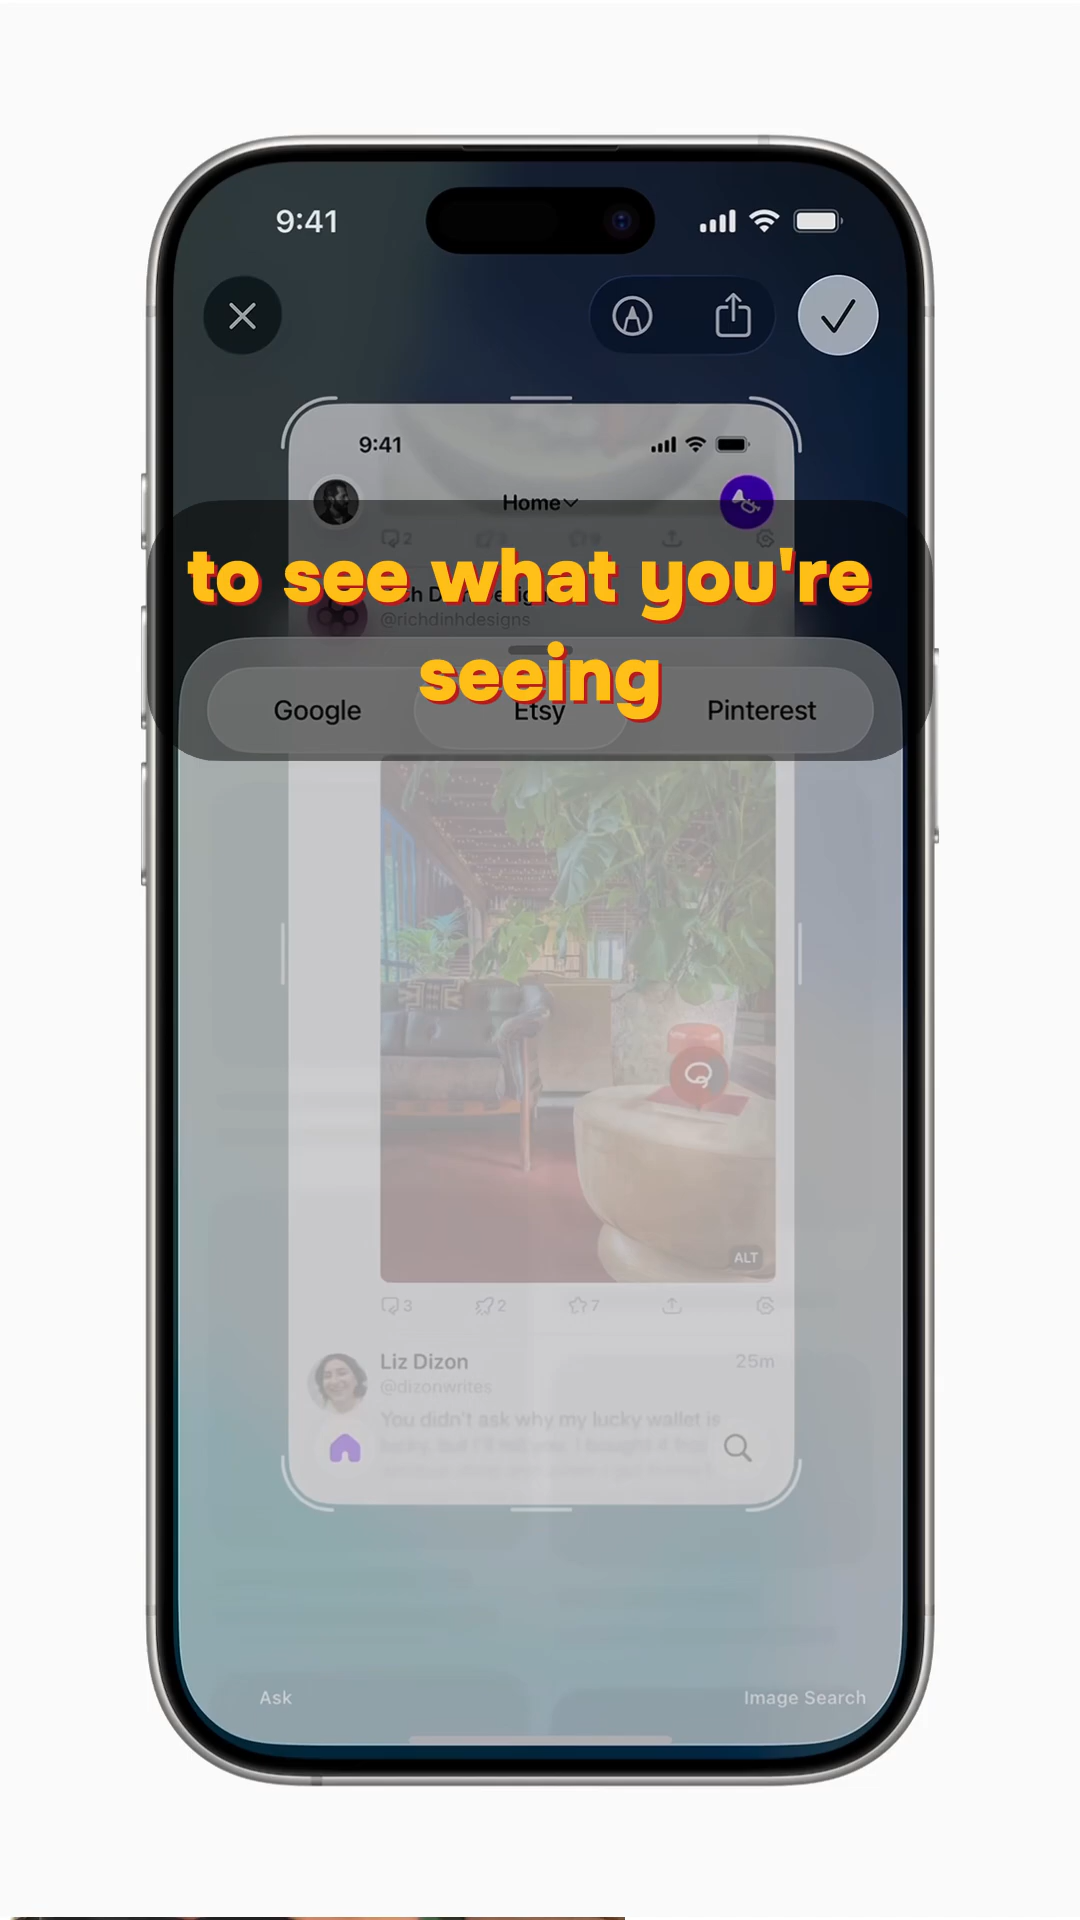 9:41
9:41
Home
2
@richdinhdesigns
to see what you're
seeing
Google
Etsy
Pinterest
ALT
3
2
7
Liz Dizon
25m
@dizonwrites
You didn't ask why my lucky wallet is
Ask
Image Search